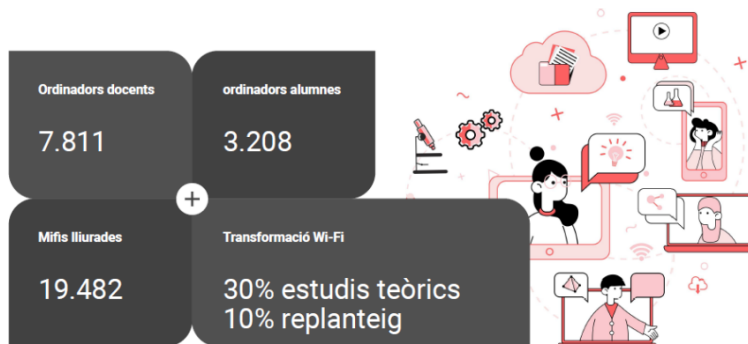 Ordinadors docents
7.811
ordinadors alumnes
3.208
Mifis lliurades
19.482
Transformació Wi-Fi
30% estudis teòrics
10% replanteig